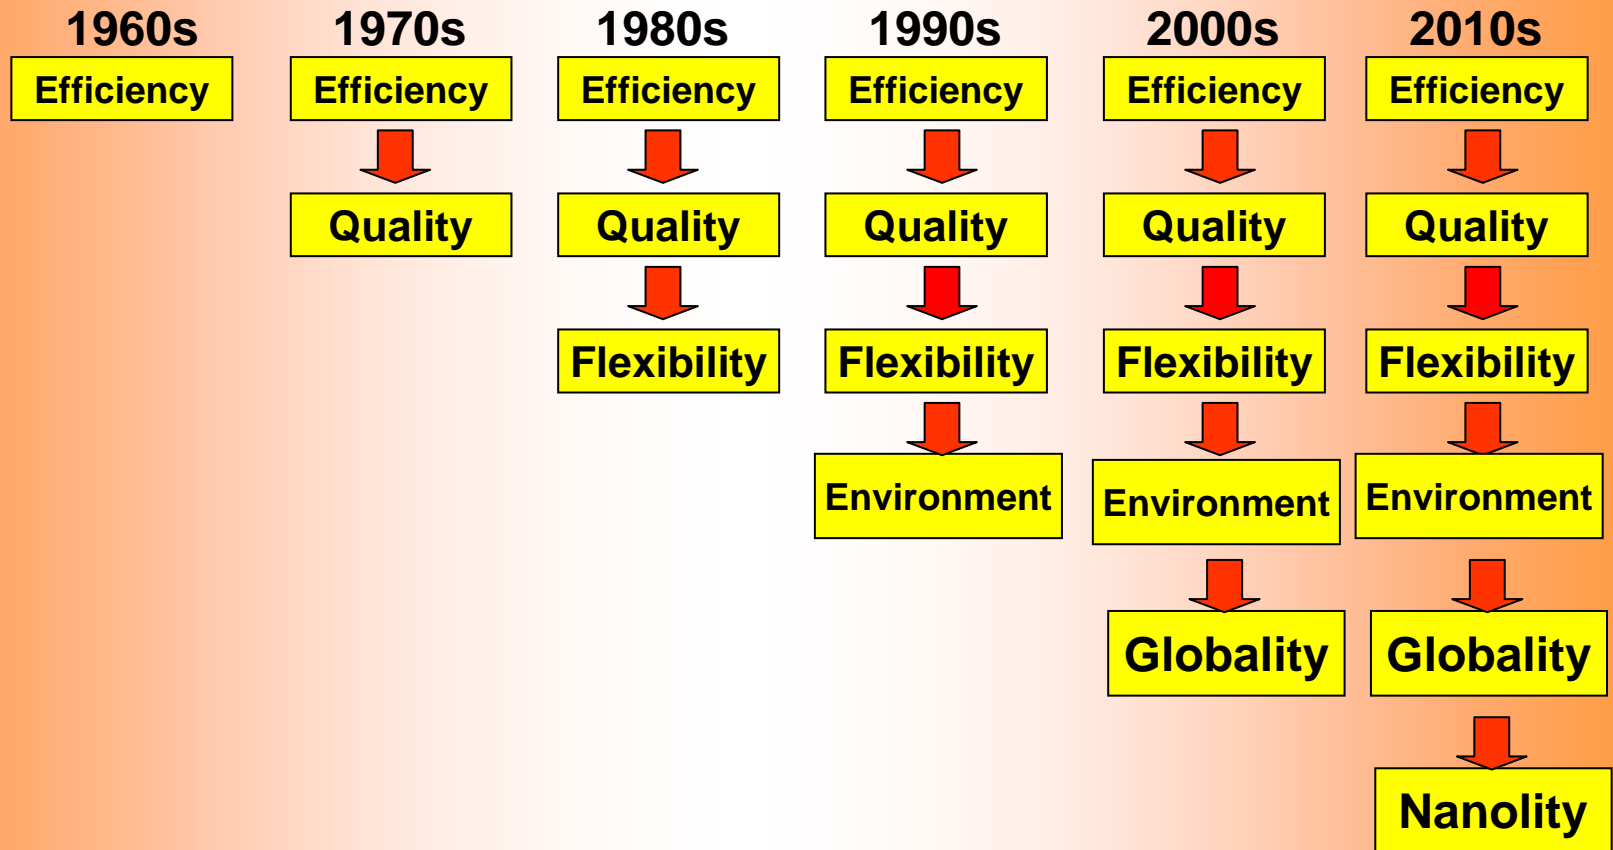 1960s 1970s 1980s 1990s 2000s 2010s
Efficiency Efficiency Efficiency Efficiency Efficiency Efficiency
Quality Quality Quality Quality Quality
Flexibility Flexibility Flexibility Flexibility
Environment Environment Environment
Globality Globality
Nanolity